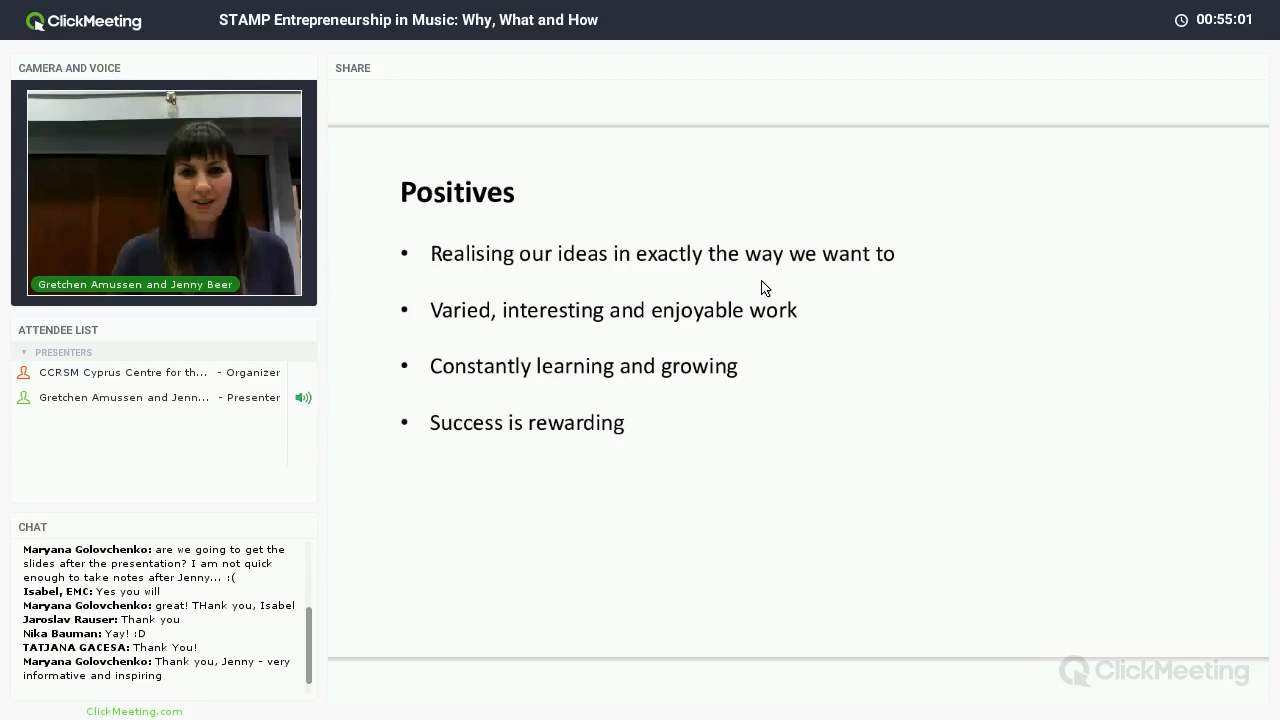 ClickMeeting
STAMP Entrepreneurship in Music: Why, What and How
00:55:01
CAMERA AND VOICE
Gretchen Amussen and Jenny Beer
ATTENDEE LIST
PRESENTERS
CCRSM Cyprus Centre for th... - Organizer
Gretchen Amussen and Jenn... - Presenter
CHAT
Maryana Golovchenko: are we going to get the
slides after the presentation? I am not quick
enough to take notes after Jenny... :(
Isabel, EMC: Yes you will
Maryana Golovchenko: great! THank you, Isabel
Jaroslav Rauser: Thank you
Nika Bauman: Yay! :D
TATJANA GACESA: Thank You!
Maryana Golovchenko: Thank you, Jenny - very
informative and inspiring
ClickMeeting.com
SHARE
Positives
• Realising our ideas in exactly the way we want to
• Varied, interesting and enjoyable work
• Constantly learning and growing
• Success is rewarding
ClickMeeting